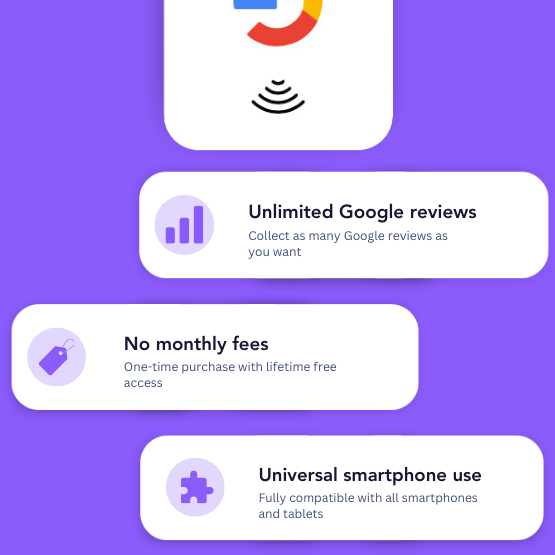 Unlimited Google reviews
Collect as many Google reviews as
you want
No monthly fees
One-time purchase with lifetime free
access
Universal smartphone use
Fully compatible with all smartphones
and tablets